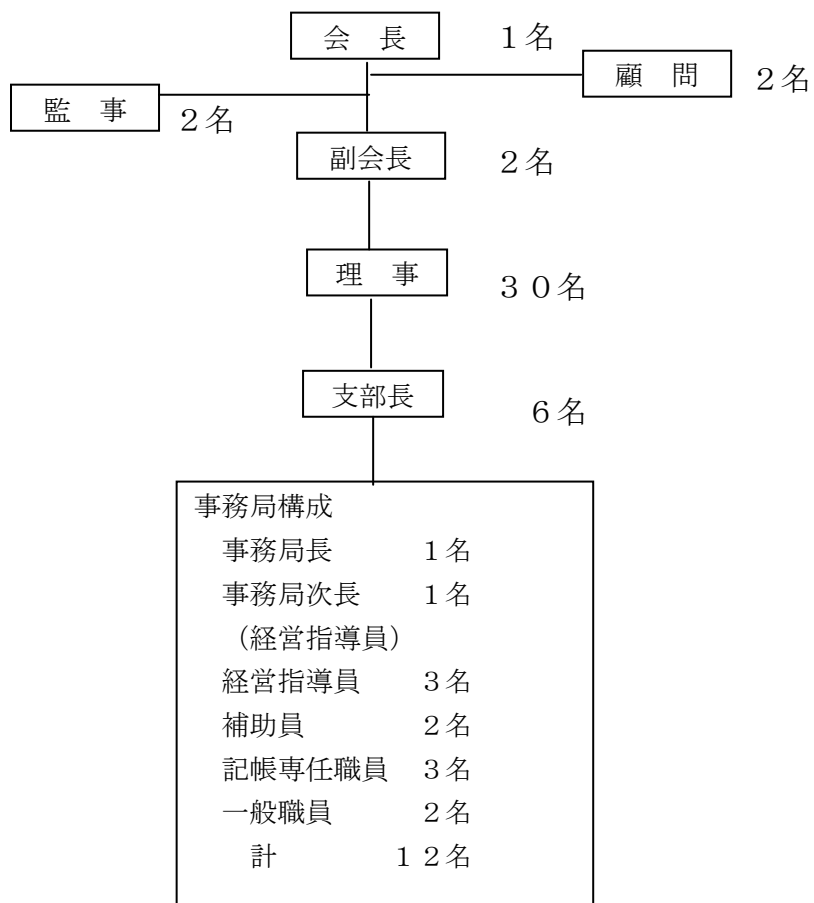 会　長　１名
顧　問　２名
監　事　２名
副会長　２名
理　事　３０名
支部長　６名
事務局構成
事務局長　１名
事務局次長　１名
（経営指導員）
経営指導員　３名
補助員　２名
記帳専任職員　３名
一般職員　２名
計　１２名